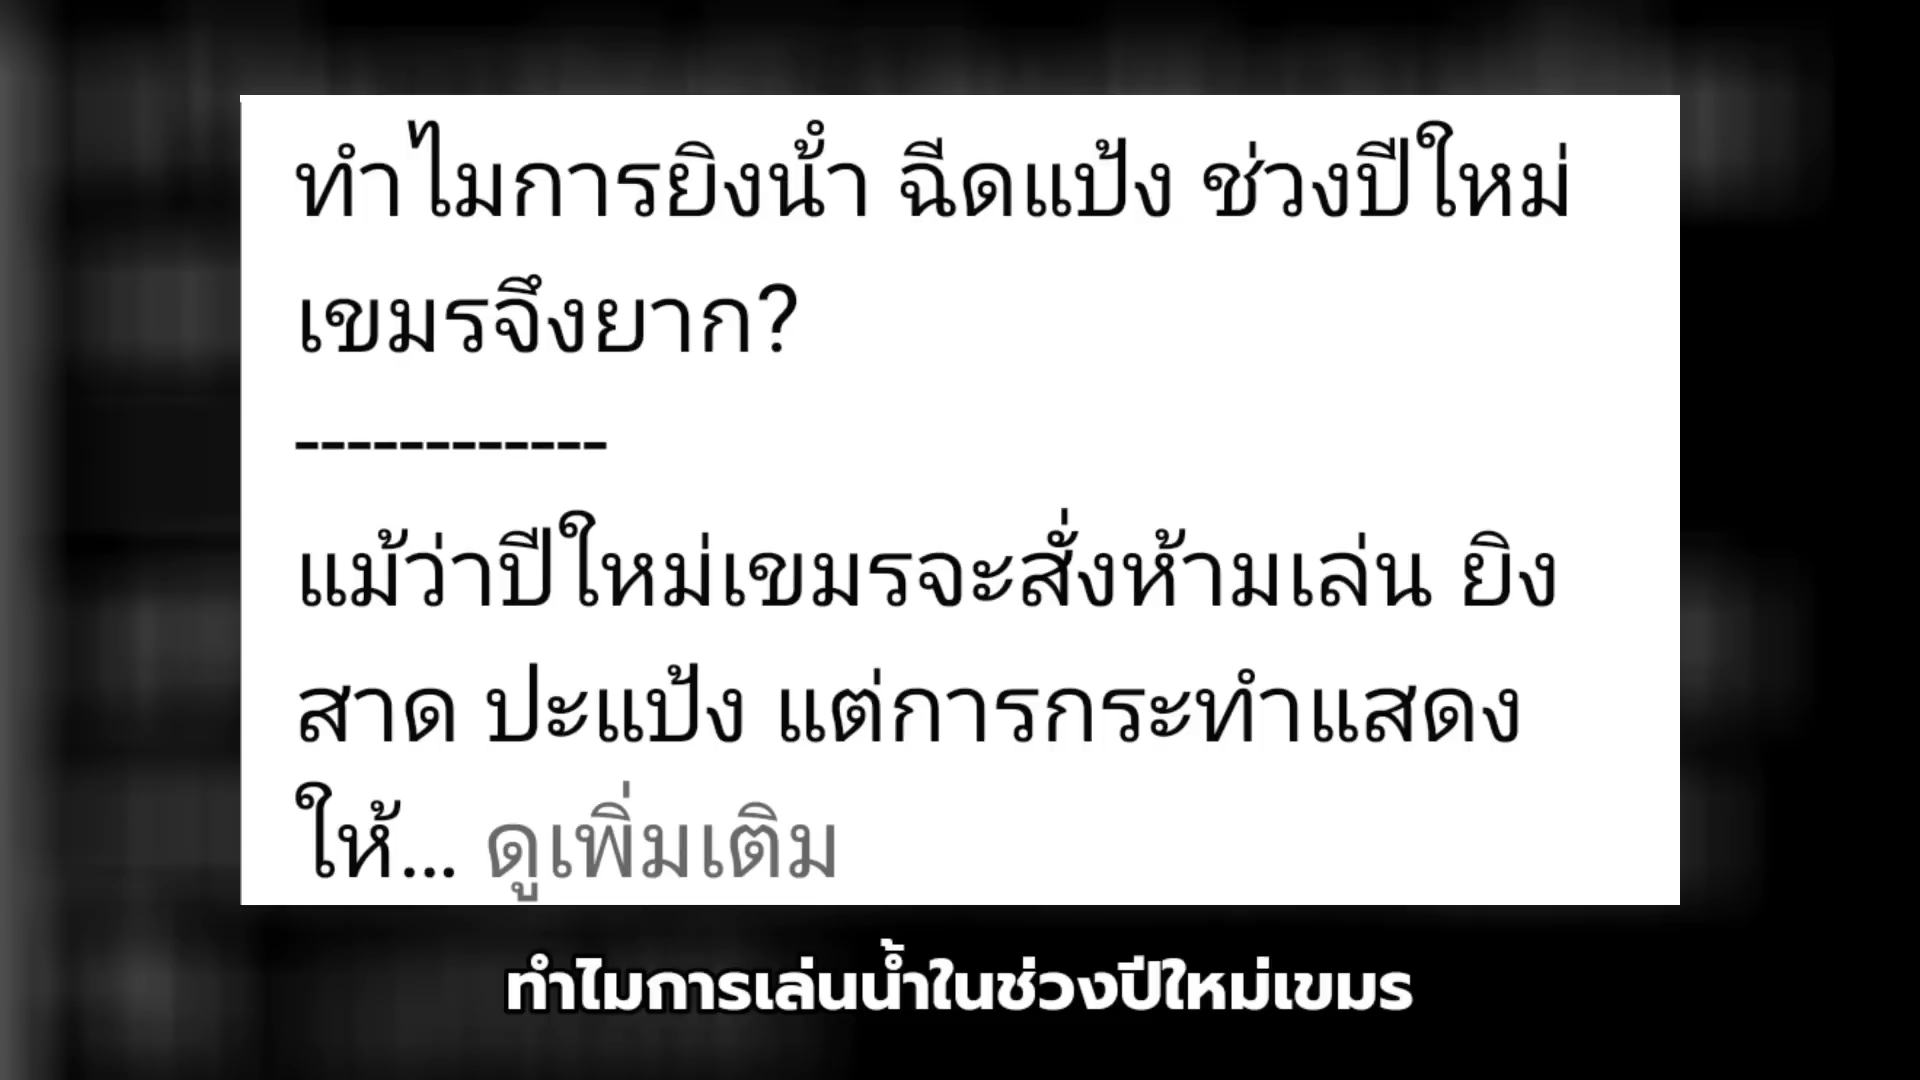 ทำไมการยิงน้ำ ฉีดแป้ง ช่วงปีใหม่
เขมรจึงยาก?
------------
แม้ว่าปีใหม่เขมรจะสั่งห้ามเล่น ยิง
สาด ปะแป้ง แต่การกระทำแสดง
ให้... ดูเพิ่มเติม
ทำไมการเล่นน้ำในช่วงปีใหม่เขมร